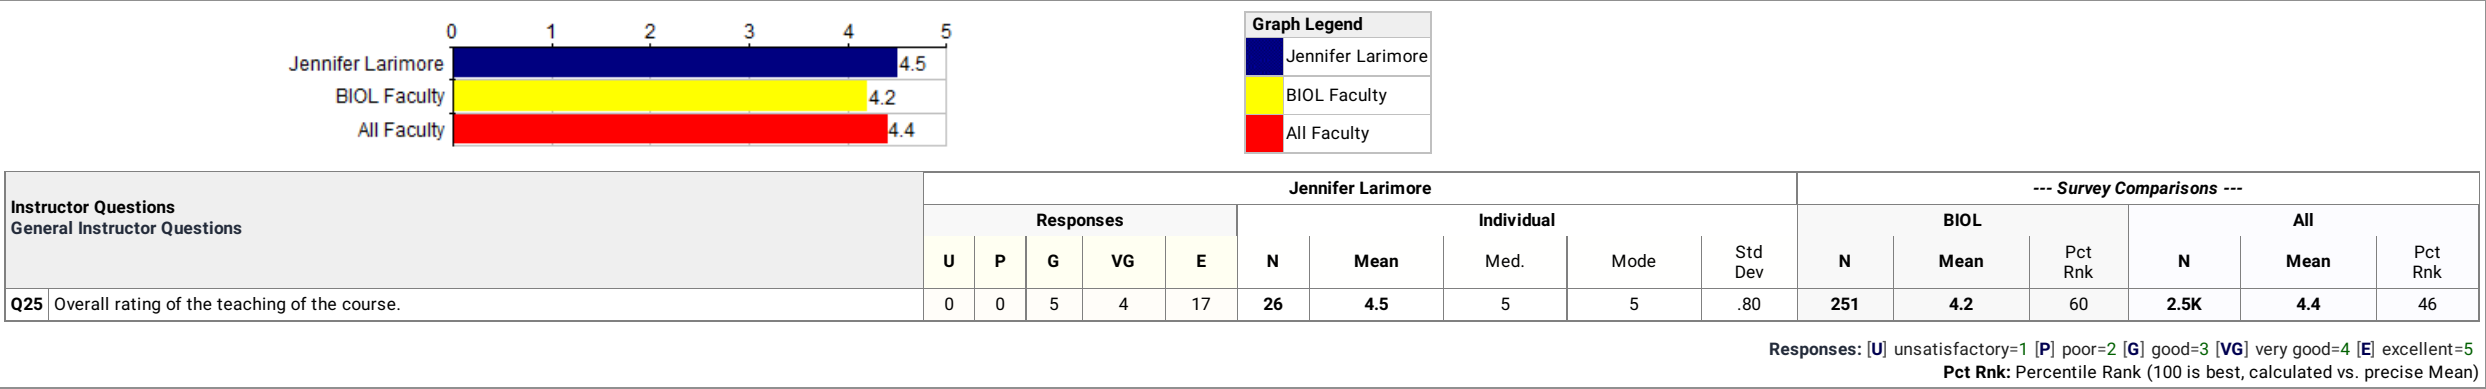 0 1 2 3 4 5
Jennifer Larimore 4.5
BIOL Faculty 4.2
All Faculty 4.4
Graph Legend
Jennifer Larimore
BIOL Faculty
All Faculty
Instructor Questions
General Instructor Questions
Jennifer Larimore --- Survey Comparisons ---
Responses Individual BIOL All
U P G VG E N Mean Med. Mode Std Dev N Mean Pct Rnk N Mean Pct Rnk
Q25 Overall rating of the teaching of the course. 0 0 5 4 17 26 4.5 5 5 .80 251 4.2 60 2.5K 4.4 46
Responses: [U] unsatisfactory=1 [P] poor=2 [G] good=3 [VG] very good=4 [E] excellent=5
Pct Rnk: Percentile Rank (100 is best, calculated vs. precise Mean)